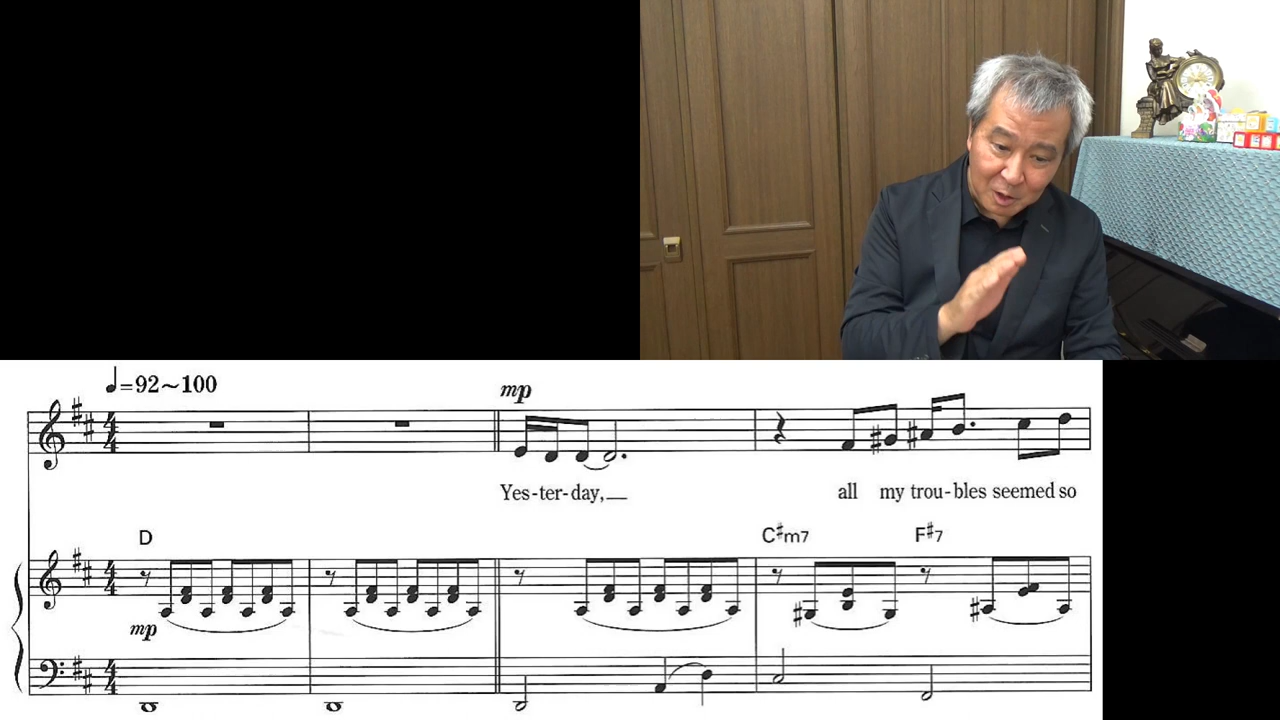 ♩=92~100
mp
Yes-ter-day, all my trou-bles seemed so
D C♯m7 F♯7
mp